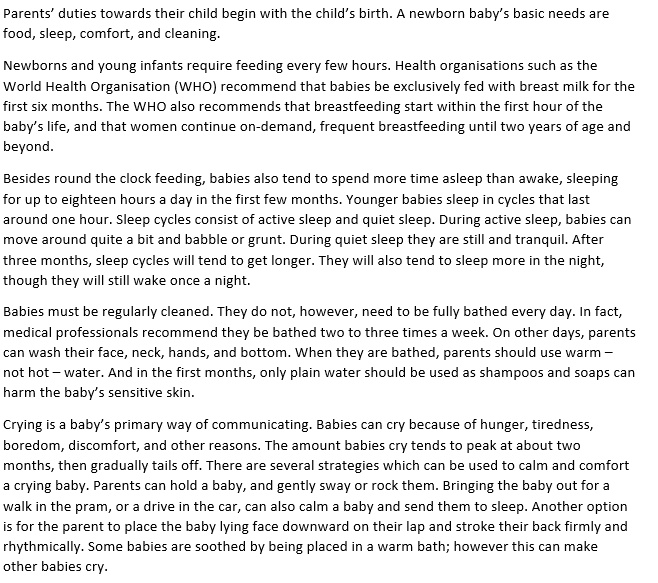 Parents’ duties towards their child begin with the child’s birth. A newborn baby’s basic needs are
food, sleep, comfort, and cleaning.
Newborns and young infants require feeding every few hours. Health organisations such as the
World Health Organisation (WHO) recommend that babies be exclusively fed with breast milk for the
first six months. The WHO also recommends that breastfeeding start within the first hour of the
baby’s life, and that women continue on-demand, frequent breastfeeding until two years of age and
beyond.
Besides round the clock feeding, babies also tend to spend more time asleep than awake, sleeping
for up to eighteen hours a day in the first few months. Younger babies sleep in cycles that last
around one hour. Sleep cycles consist of active sleep and quiet sleep. During active sleep, babies can
move around quite a bit and babble or grunt. During quiet sleep they are still and tranquil. After
three months, sleep cycles will tend to get longer. They will also tend to sleep more in the night,
though they will still wake once a night.
Babies must be regularly cleaned. They do not, however, need to be fully bathed every day. In fact,
medical professionals recommend they be bathed two to three times a week. On other days, parents
can wash their face, neck, hands, and bottom. When they are bathed, parents should use warm –
not hot – water. And in the first months, only plain water should be used as shampoos and soaps can
harm the baby’s sensitive skin.
Crying is a baby’s primary way of communicating. Babies can cry because of hunger, tiredness,
boredom, discomfort, and other reasons. The amount babies cry tends to peak at about two
months, then gradually tails off. There are several strategies which can be used to calm and comfort
a crying baby. Parents can hold a baby, and gently sway or rock them. Bringing the baby out for a
walk in the pram, or a drive in the car, can also calm a baby and send them to sleep. Another option
is for the parent to place the baby lying face downward on their lap and stroke their back firmly and
rhythmically. Some babies are soothed by being placed in a warm bath; however this can make
other babies cry.